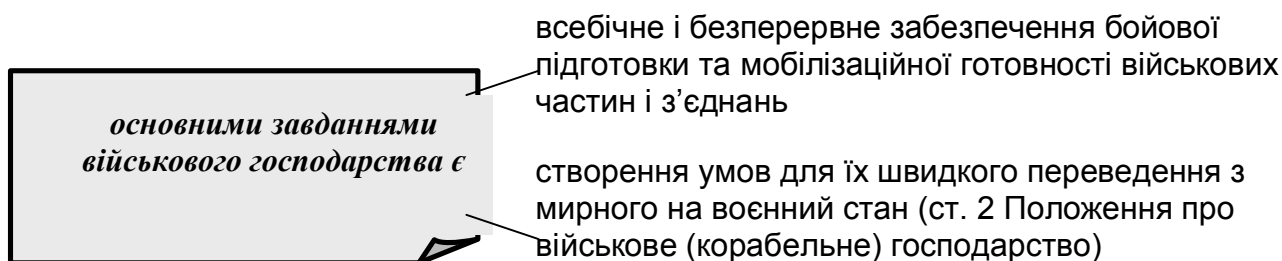 основними завданнями
військового господарства є
всебічне і безперервне забезпечення бойової
підготовки та мобілізаційної готовності військових
частин і з’єднань
створення умов для їх швидкого переведення з
мирного на воєнний стан (ст. 2 Положення про
військове (корабельне) господарство)